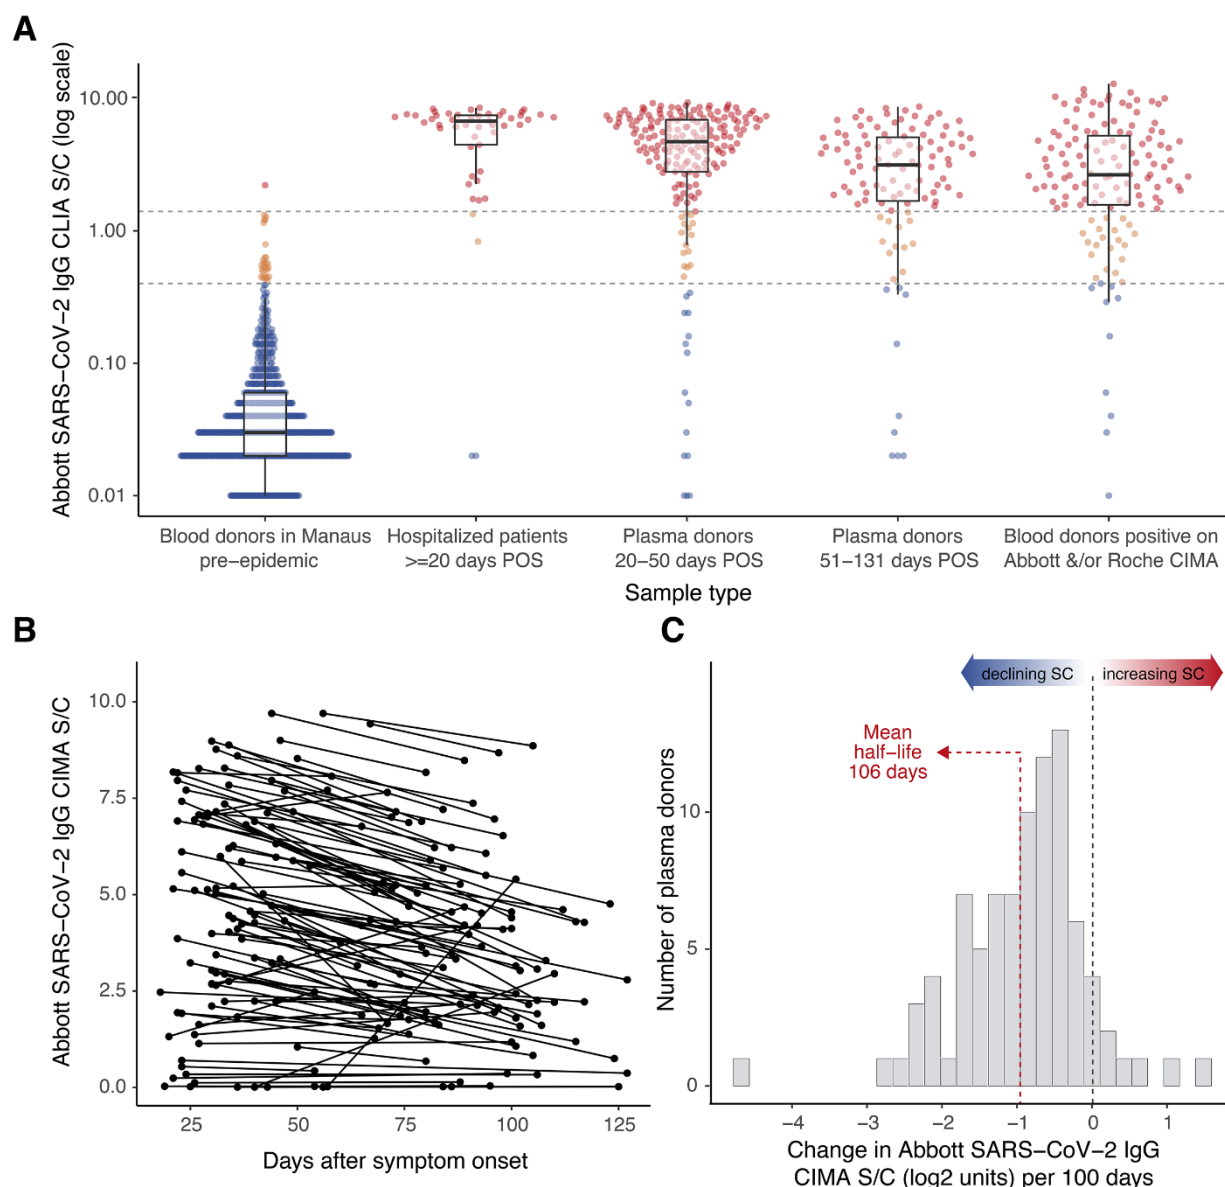 A
Abbott SARS−CoV−2 IgG CLIA S/C (log scale)
10.00
1.00
0.10
0.01
Blood donors in Manaus
pre−epidemic
Hospitalized patients
>=20 days POS
Plasma donors
20−50 days POS
Plasma donors
51−131 days POS
Blood donors positive on
Abbott &/or Roche CIMA
Sample type
B
Abbott SARS−CoV−2 IgG CIMA S/C
10.0
7.5
5.0
2.5
0.0
25
50
75
100
125
Days after symptom onset
C
declining SC
increasing SC
Mean
half−life
106 days
Number of plasma donors
10
5
0
−4
−3
−2
−1
0
1
Change in Abbott SARS−CoV−2 IgG
CIMA S/C (log2 units) per 100 days